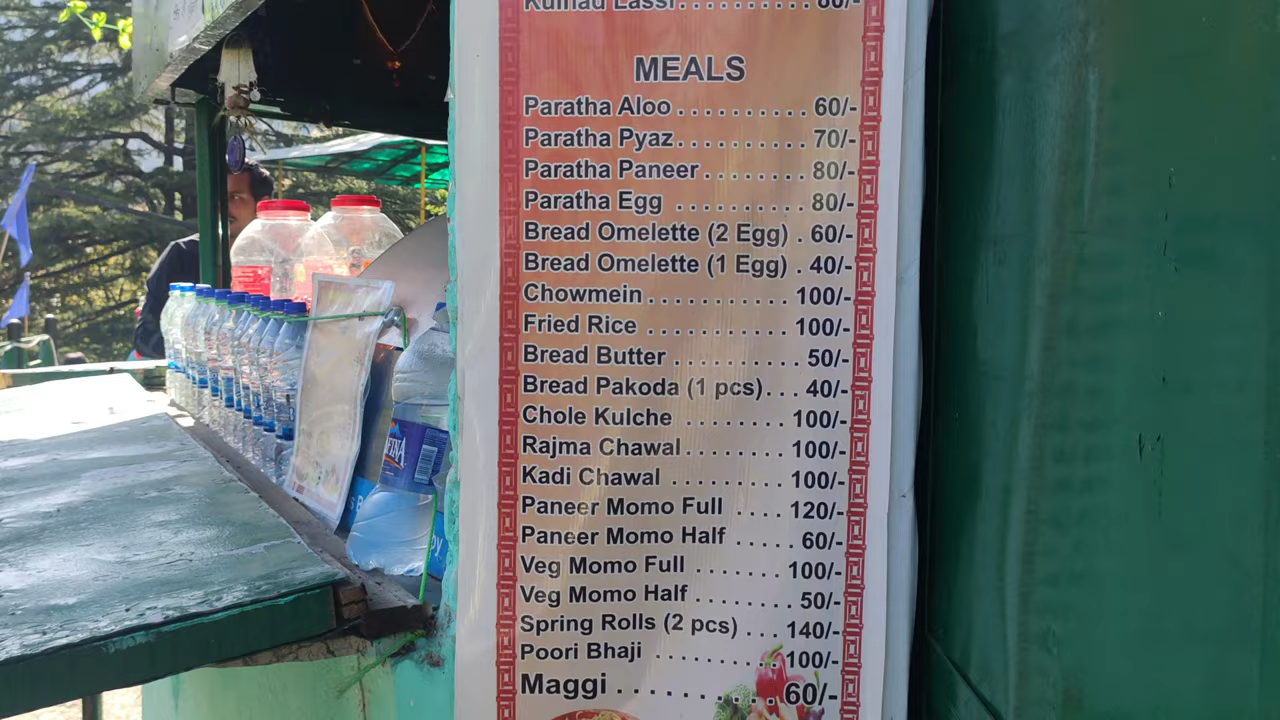 Kulhad Lassi . . . . . . . . . . 80/-
MEALS
Paratha Aloo . . . . . . . . . . . 60/-
Paratha Pyaz . . . . . . . . . . . 70/-
Paratha Paneer . . . . . . . . 80/-
Paratha Egg . . . . . . . . . . . 80/-
Bread Omelette (2 Egg) . 60/-
Bread Omelette (1 Egg) . 40/-
Chowmein . . . . . . . . . . . . 100/-
Fried Rice . . . . . . . . . . . . 100/-
Bread Butter . . . . . . . . . . . 50/-
Bread Pakoda (1 pcs) . . . 40/-
Chole Kulche . . . . . . . . . 100/-
Rajma Chawal . . . . . . . . . 100/-
Kadi Chawal . . . . . . . . . . 100/-
Paneer Momo Full . . . . 120/-
Paneer Momo Half . . . . . 60/-
Veg Momo Full . . . . . . . 100/-
Veg Momo Half . . . . . . . . 50/-
Spring Rolls (2 pcs) . . . 140/-
Poori Bhaji . . . . . . . . . . . 100/-
Maggi . . . . . . . . . 60/-